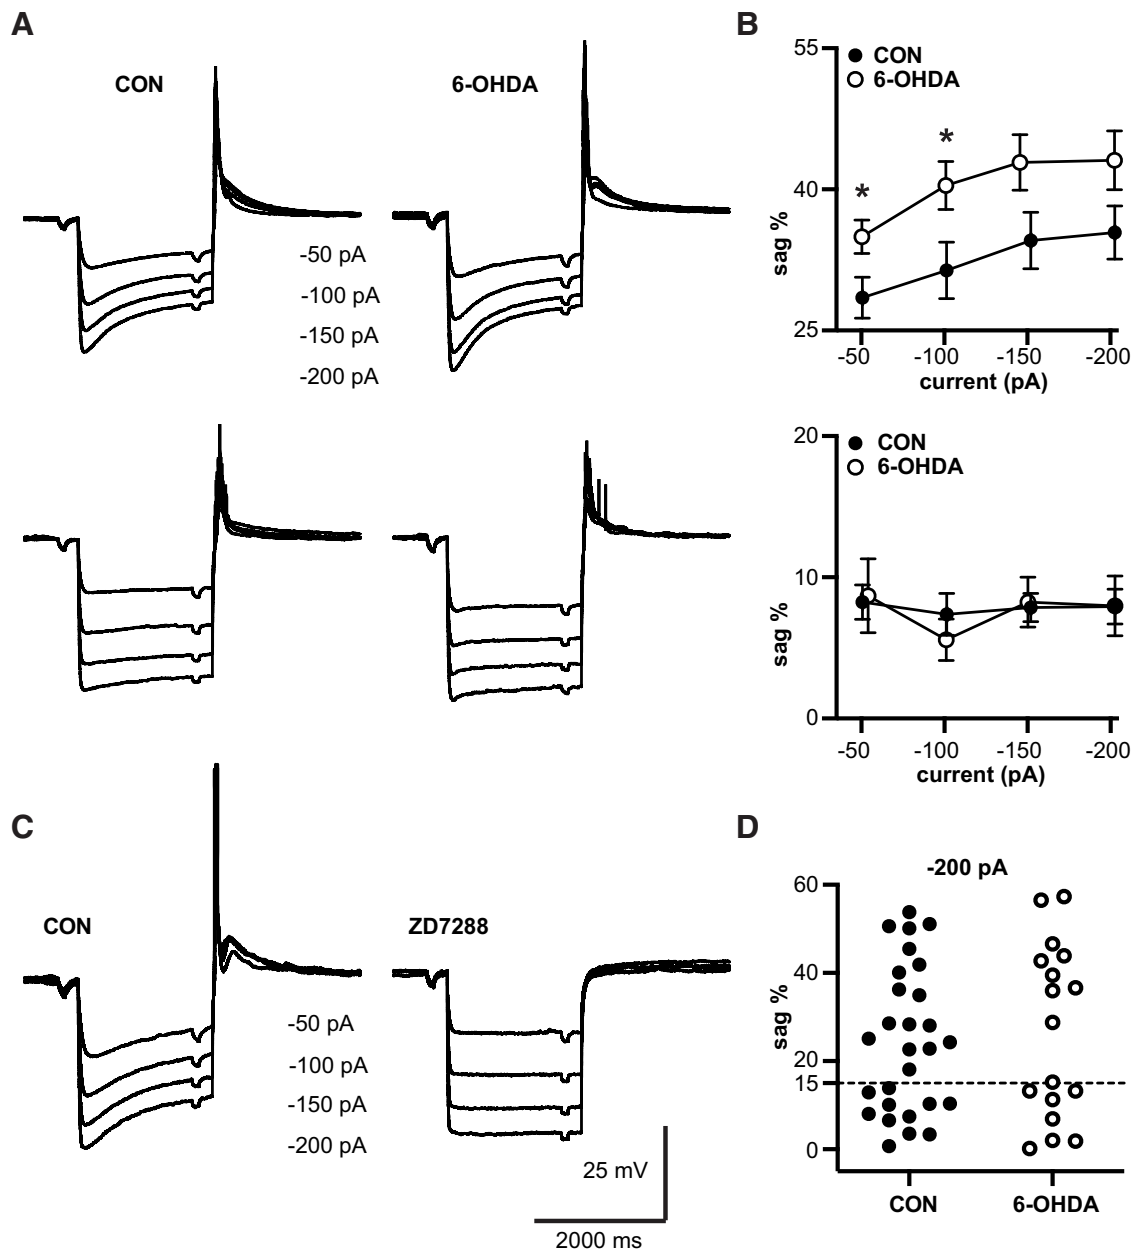 A
CON
6-OHDA
-50 pA
-100 pA
-150 pA
-200 pA
B
55
40
25
sag %
CON
6-OHDA
*
*
-50
-100
-150
-200
current (pA)
20
10
0
sag %
CON
6-OHDA
-50
-100
-150
-200
current (pA)
C
CON
ZD7288
-50 pA
-100 pA
-150 pA
-200 pA
25 mV
2000 ms
D
-200 pA
60
40
20
15
0
sag %
CON
6-OHDA